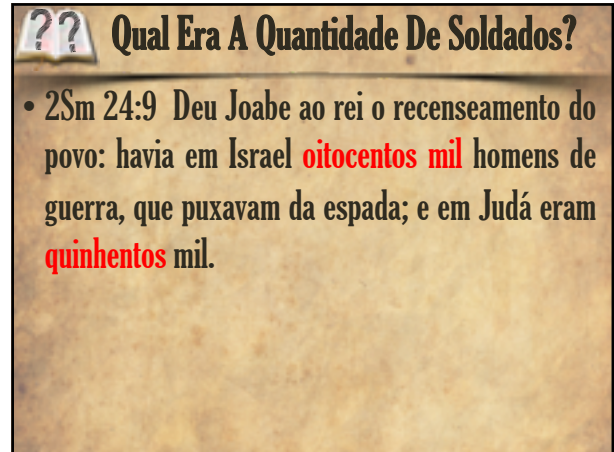 ??
Qual Era A Quantidade De Soldados?
• 2Sm 24:9 Deu Joabe ao rei o recenseamento do
povo: havia em Israel oitocentos mil homens de
guerra, que puxavam da espada; e em Judá eram
quinhentos mil.